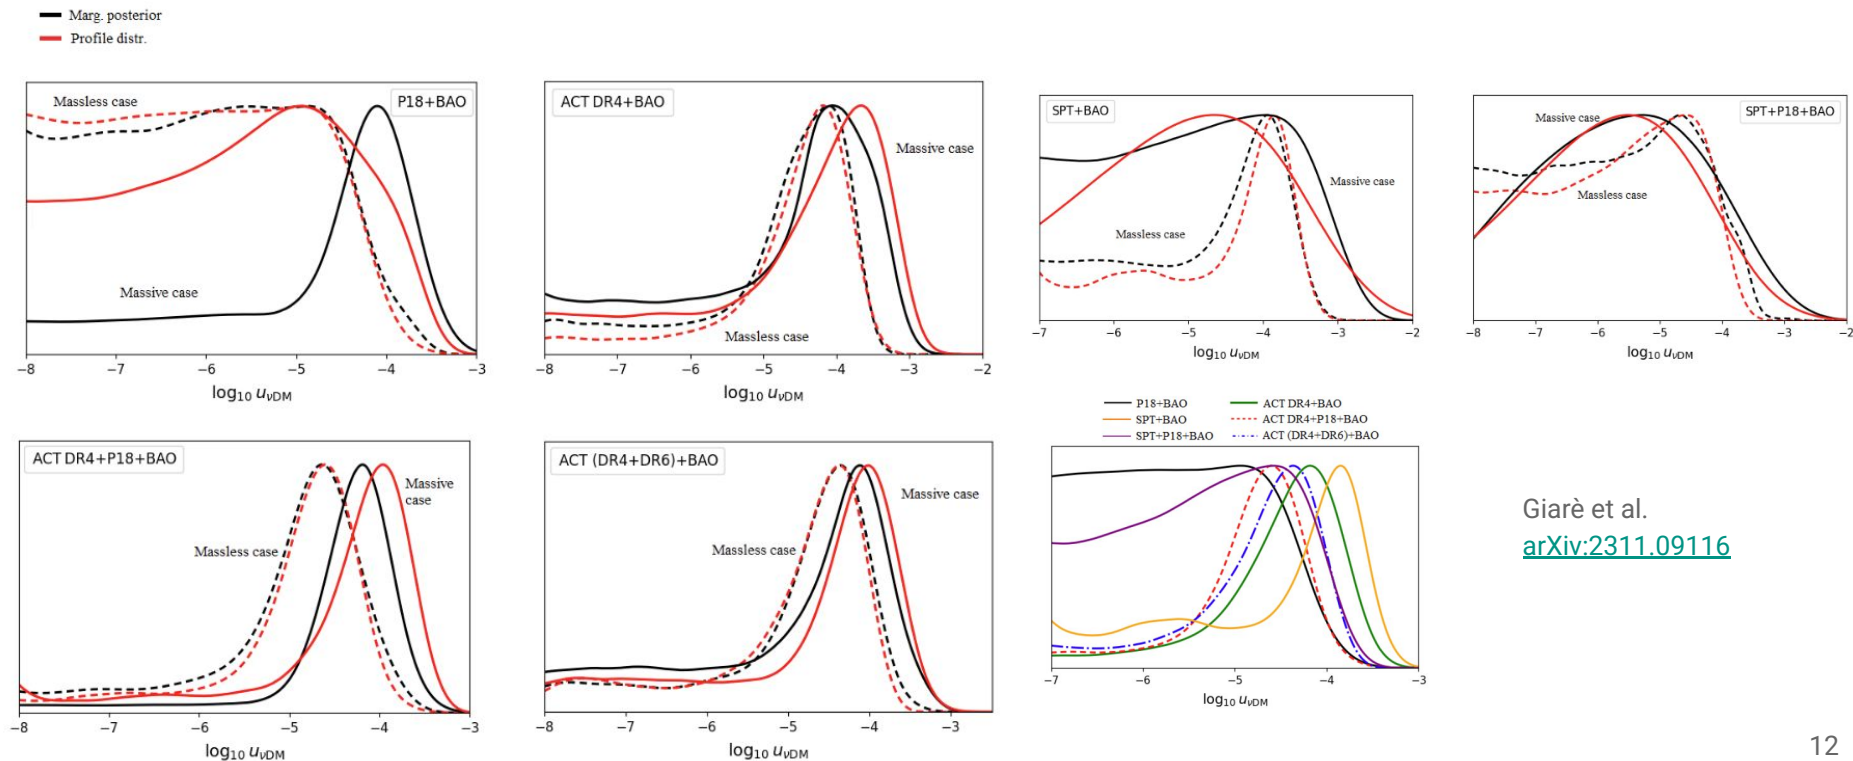 Marg. posterior
Profile distr.
Massless case
P18+BAO
Massive case
−8 −7 −6 −5 −4 −3
log₁₀ uνDM
ACT DR4+BAO
Massive case
Massless case
−8 −7 −6 −5 −4 −3 −2
log₁₀ uνDM
SPT+BAO
Massive case
Massless case
−7 −6 −5 −4 −3 −2
log₁₀ uνDM
Massive case
SPT+P18+BAO
Massless case
−8 −7 −6 −5 −4 −3 −2
log₁₀ uνDM
ACT DR4+P18+BAO
Massive
case
Massless case
−8 −7 −6 −5 −4 −3
log₁₀ uνDM
ACT (DR4+DR6)+BAO
Massive case
Massless case
−8 −7 −6 −5 −4 −3
log₁₀ uνDM
P18+BAO ACT DR4+BAO
SPT+BAO ACT DR4+P18+BAO
SPT+P18+BAO ACT (DR4+DR6)+BAO
−7 −6 −5 −4 −3
log₁₀ uνDM
Giarè et al.
arXiv:2311.09116
12